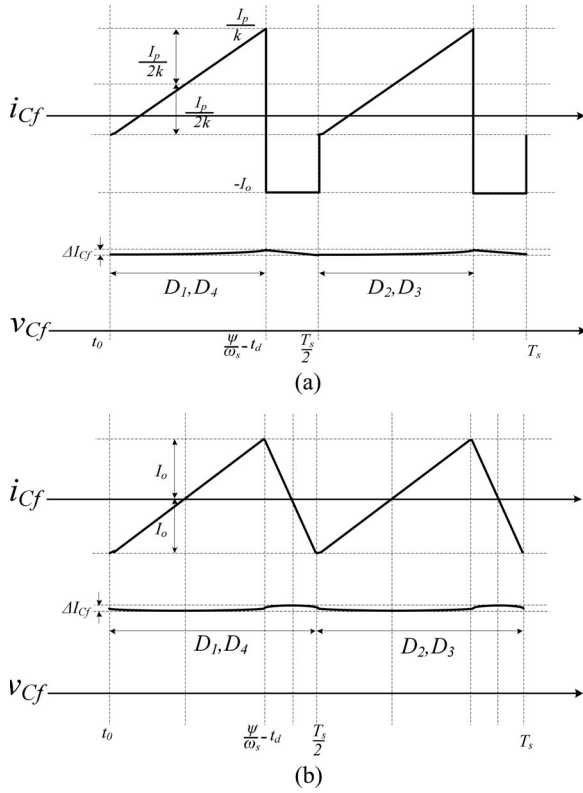 I_p/k
I_p/2k
i_Cf
I_p/2k
-I_o
ΔI_Cf
D_1,D_4 D_2,D_3
v_Cf
t_0 ψ/ω_s - t_d T_s/2 T_s
(a)
I_o
i_Cf
I_o
ΔI_Cf
D_1,D_4 D_2,D_3
v_Cf
t_0 ψ/ω_s - t_d T_s/2 T_s
(b)